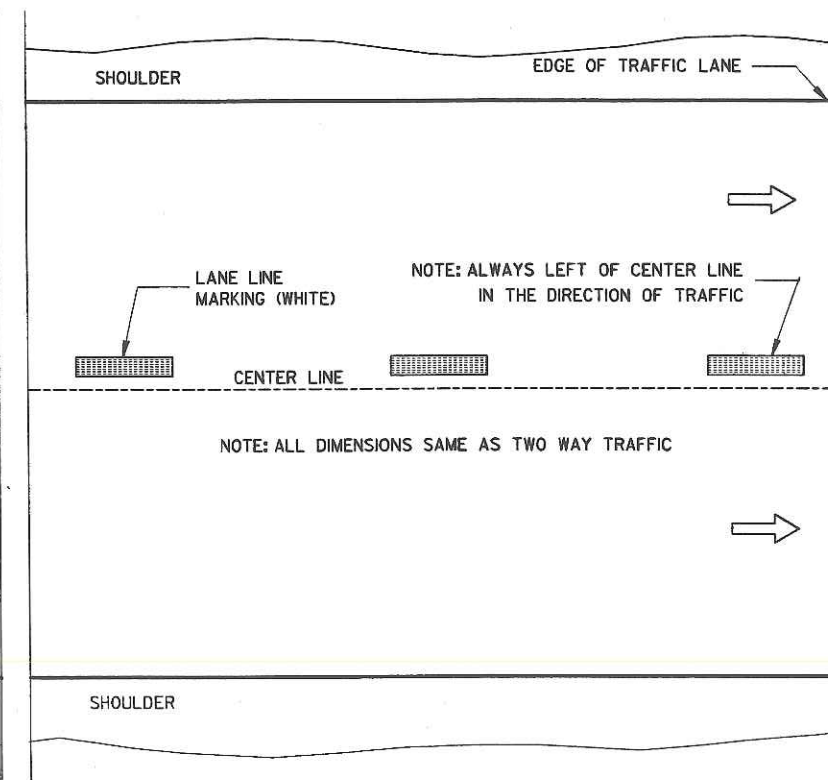 SHOULDER
EDGE OF TRAFFIC LANE
LANE LINE
MARKING (WHITE)
NOTE: ALWAYS LEFT OF CENTER LINE
IN THE DIRECTION OF TRAFFIC
CENTER LINE
NOTE: ALL DIMENSIONS SAME AS TWO WAY TRAFFIC
SHOULDER